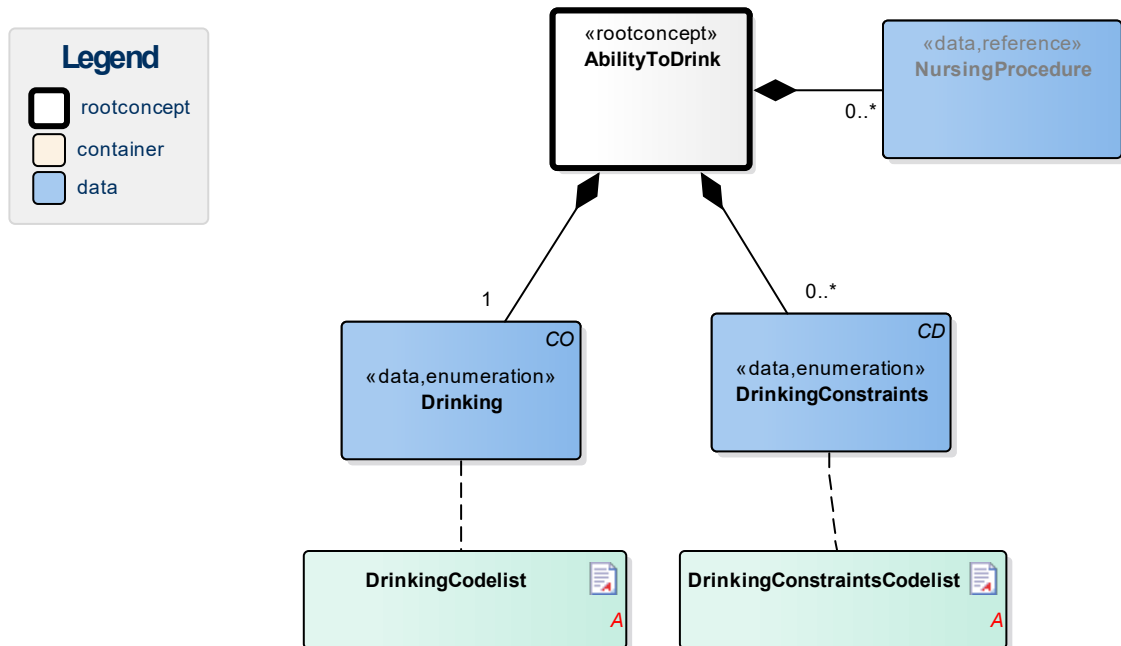 Legend
rootconcept
container
data
«rootconcept»
AbilityToDrink
«data,reference»
NursingProcedure
0..*
1
0..*
CO
«data,enumeration»
Drinking
CD
«data,enumeration»
DrinkingConstraints
DrinkingCodelist
A
DrinkingConstraintsCodelist
A